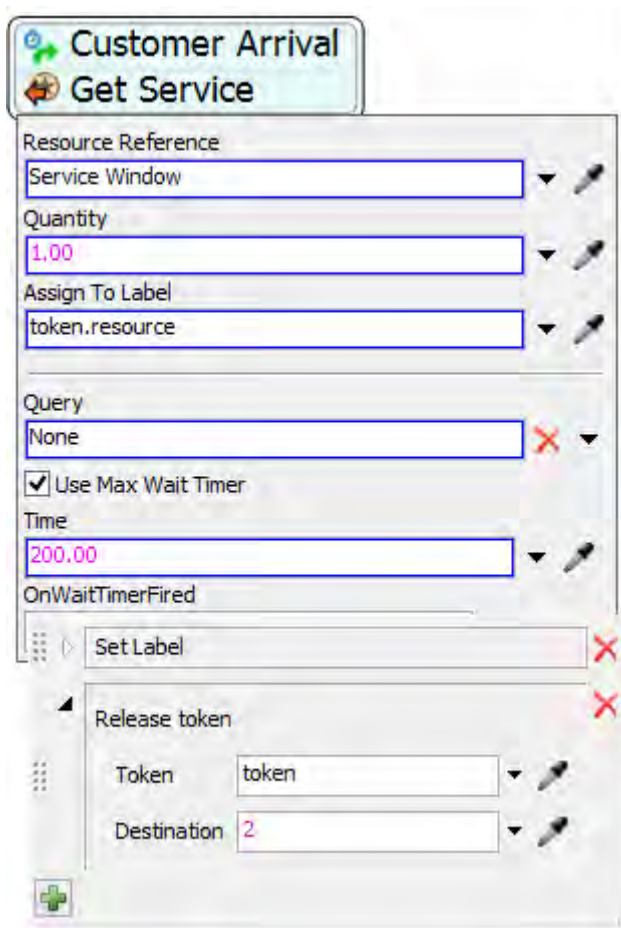 Customer Arrival
Get Service
Resource Reference
Service Window
Quantity
1.00
Assign To Label
token.resource
Query
None
Use Max Wait Timer
Time
200.00
OnWaitTimerFired
Set Label
Release token
Token token
Destination 2